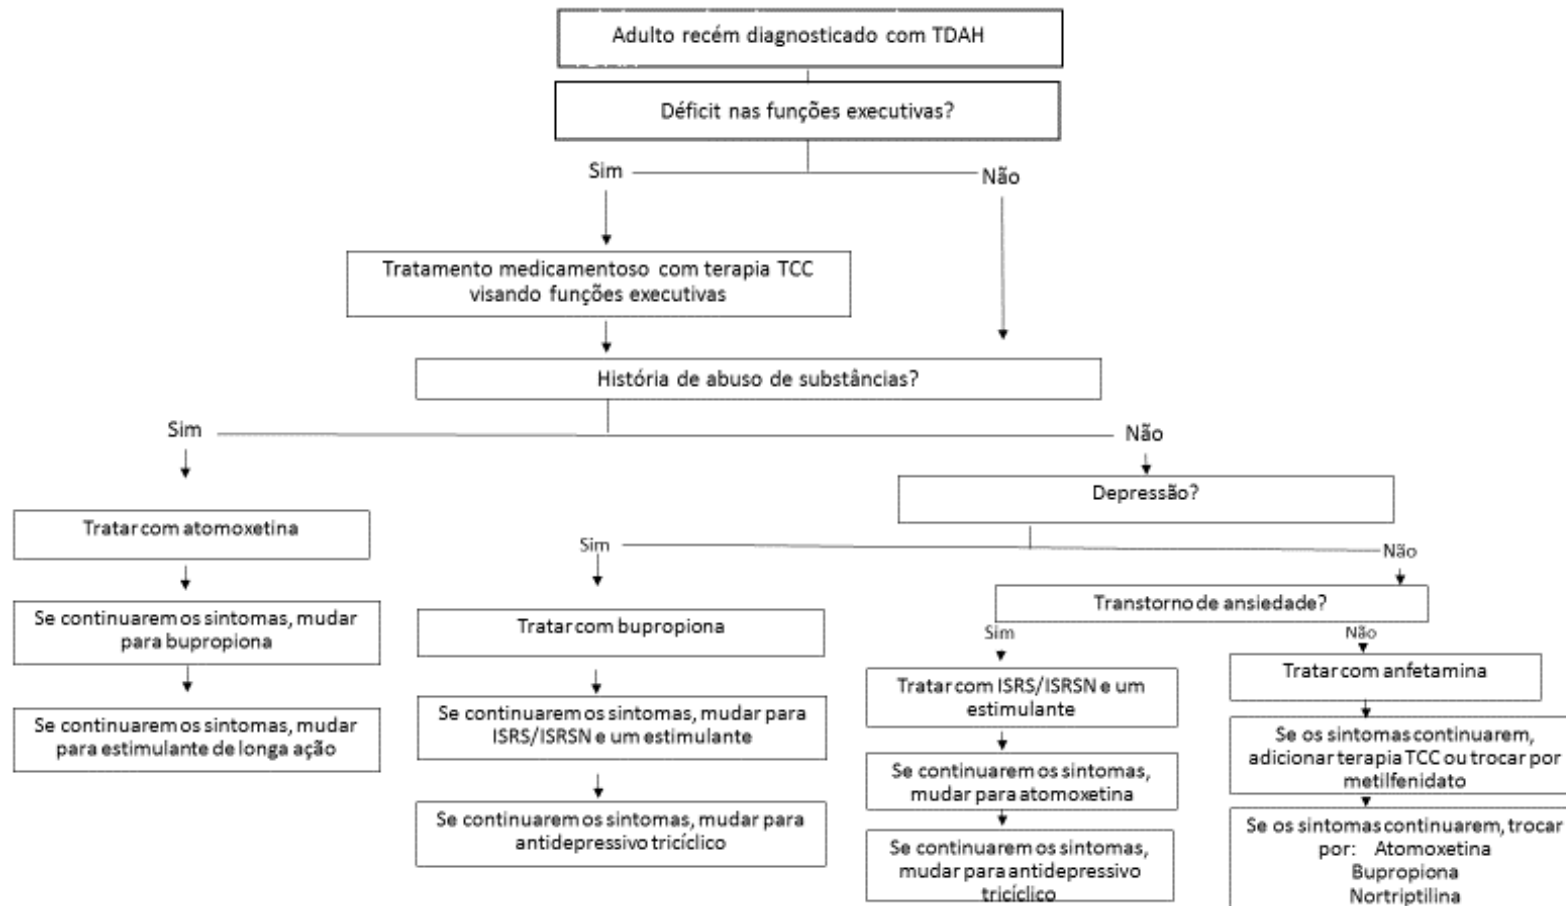 Adulto recém diagnosticado com TDAH
Déficit nas funções executivas?
Sim
Não
Tratamento medicamentoso com terapia TCC
visando funções executivas
História de abuso de substâncias?
Sim
Não
Tratar com atomoxetina
Se continuarem os sintomas, mudar
para bupropiona
Se continuarem os sintomas, mudar
para estimulante de longa ação
Depressão?
Sim
Não
Tratar com bupropiona
Se continuarem os sintomas, mudar para
ISRS/ISRSN e um estimulante
Se continuarem os sintomas, mudar para
antidepressivo tricíclico
Transtorno de ansiedade?
Sim
Não
Tratar com ISRS/ISRSN e um
estimulante
Se continuarem os sintomas,
mudar para atomoxetina
Se continuarem os sintomas,
mudar para antidepressivo
tricíclico
Tratar com anfetamina
Se os sintomas continuarem,
adicionar terapia TCC ou trocar por
metilfenidato
Se os sintomas continuarem, trocar
por: Atomoxetina
Bupropiona
Nortriptilina